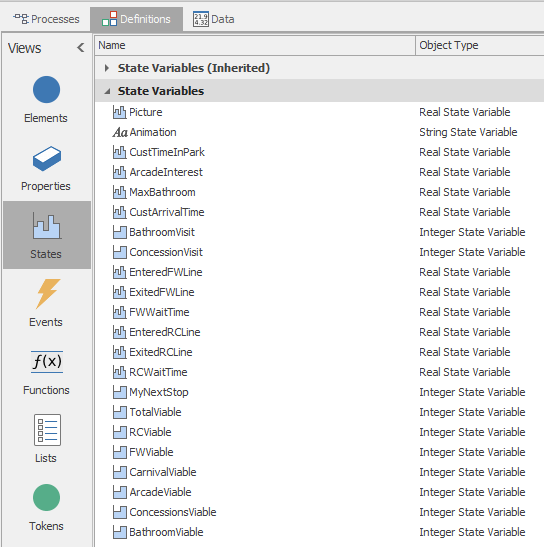 Processes Definitions 21.9 4.32 Data
Views <
Name Object Type
State Variables (Inherited)
State Variables
Elements
Picture Real State Variable
Aa Animation String State Variable
CustTimeInPark Real State Variable
ArcadeInterest Real State Variable
Properties
MaxBathroom Real State Variable
CustArrivalTime Real State Variable
BathroomVisit Integer State Variable
States
ConcessionVisit Integer State Variable
EnteredFWLine Real State Variable
ExitedFWLine Real State Variable
Events
FWWaitTime Real State Variable
EnteredRCLine Real State Variable
ExitedRCLine Real State Variable
f(x)
RCWaitTime Real State Variable
Functions
MyNextStop Integer State Variable
TotalViable Integer State Variable
RCViable Integer State Variable
Lists
FWViable Integer State Variable
CarnivalViable Integer State Variable
ArcadeViable Integer State Variable
ConcessionsViable Integer State Variable
Tokens
BathroomViable Integer State Variable